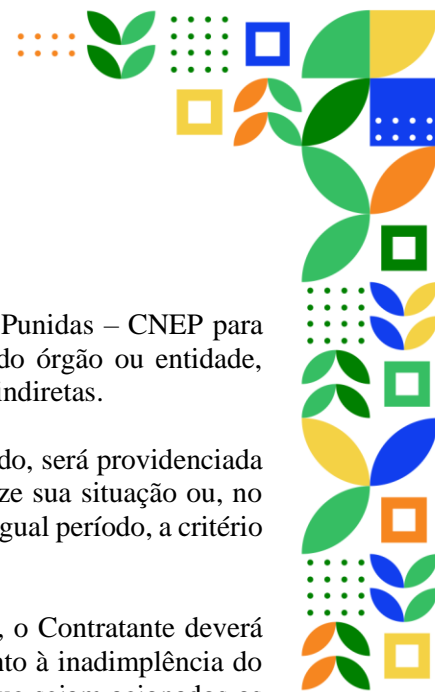 Punidas – CNEP para
do órgão ou entidade,
indiretas.
do, será providenciada
ze sua situação ou, no
igual período, a critério
, o Contratante deverá
nto à inadimplência do